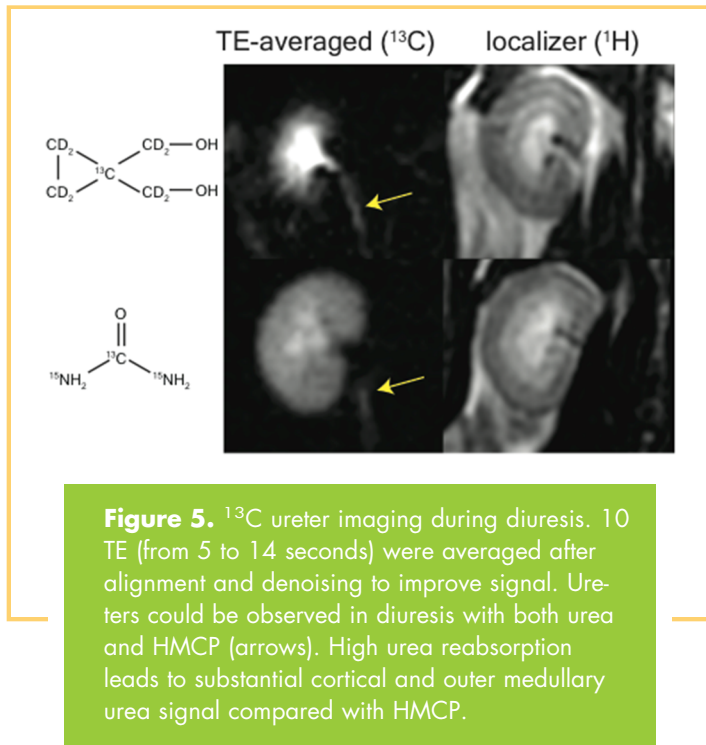 TE-averaged (¹³C) localizer (¹H)
CD₂ CD₂—OH
¹³C
CD₂ CD₂—OH
O
¹³C
¹⁵NH₂ ¹⁵NH₂
Figure 5. ¹³C ureter imaging during diuresis. 10
TE (from 5 to 14 seconds) were averaged after
alignment and denoising to improve signal. Ure-
ters could be observed in diuresis with both urea
and HMCP (arrows). High urea reabsorption
leads to substantial cortical and outer medullary
urea signal compared with HMCP.